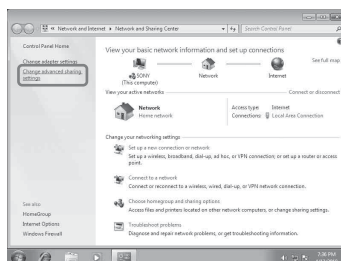 « Network and Internet ▸ Network and Sharing Center
Search Control Panel
Control Panel Home
Change adapter settings
Change advanced sharing
settings
View your basic network information and set up connections
See full map
SONY
(This computer)
Network
Internet
View your active networks
Connect or disconnect
Network
Home network
Access type: Internet
Connections: Local Area Connection
Change your networking settings
Set up a new connection or network
Set up a wireless, broadband, dial-up, ad hoc, or VPN connection; or set up a router or access
point.
Connect to a network
Connect or reconnect to a wireless, wired, dial-up, or VPN network connection.
Choose homegroup and sharing options
Access files and printers located on other network computers, or change sharing settings.
Troubleshoot problems
Diagnose and repair network problems, or get troubleshooting information.
See also
HomeGroup
Internet Options
Windows Firewall
7:36 PM